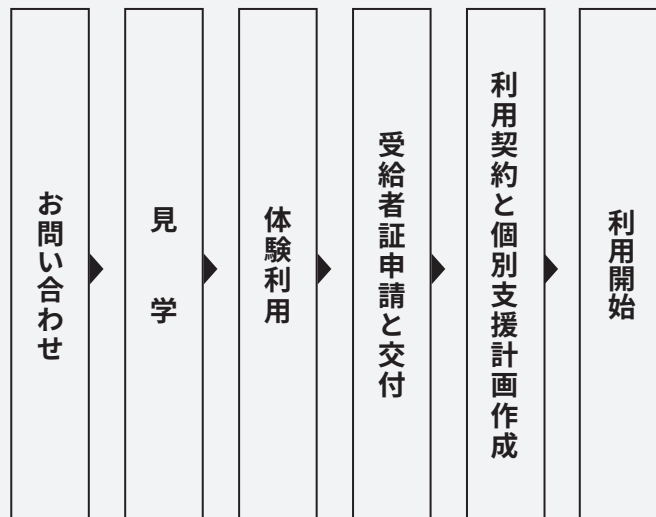 お問い合わせ
見学
体験利用
受給者証申請と交付
利用契約と個別支援計画作成
利用開始